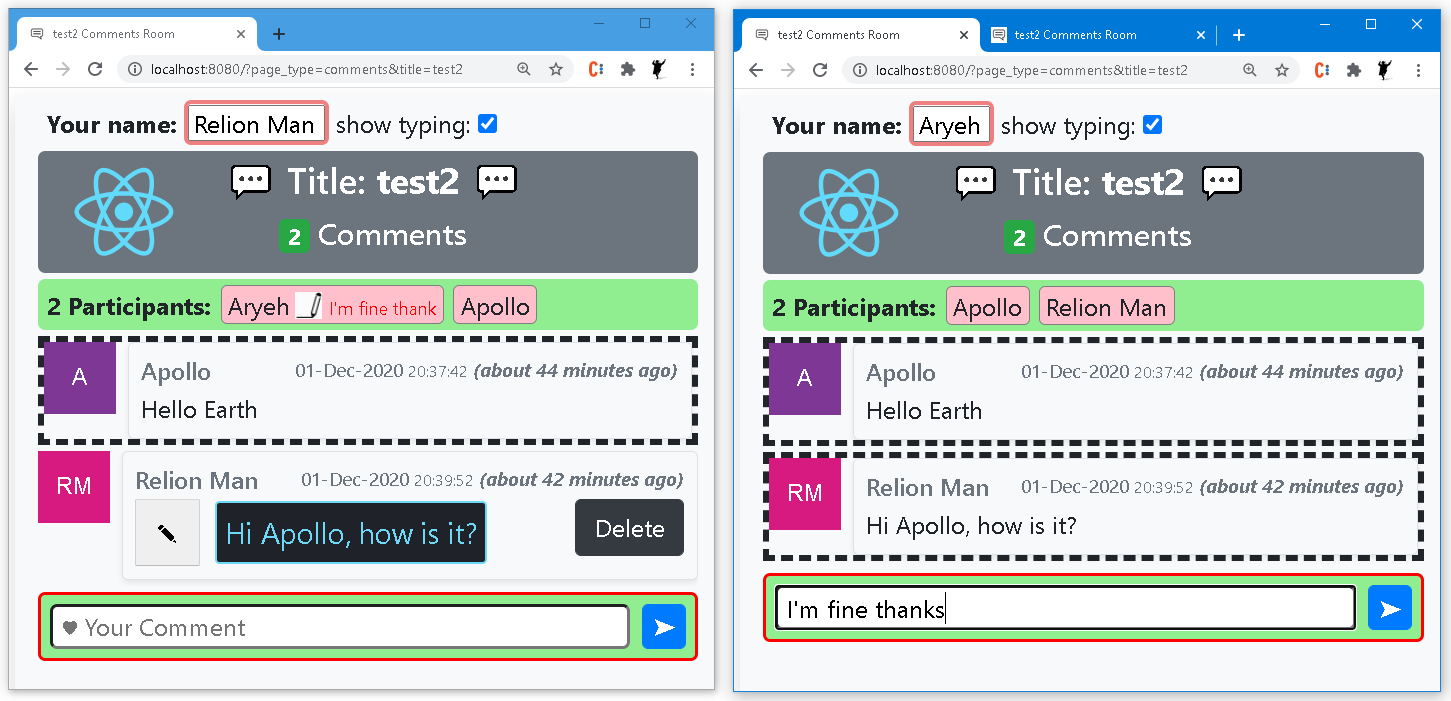 test2 Comments Room
localhost:8080/?page_type=comments&title=test2
Your name: Relion Man show typing:
Title: test2
2 Comments
2 Participants: Aryeh I'm fine thank Apollo
A
Apollo 01-Dec-2020 20:37:42 (about 44 minutes ago)
Hello Earth
RM
Relion Man 01-Dec-2020 20:39:52 (about 42 minutes ago)
Hi Apollo, how is it? Delete
Your Comment
test2 Comments Room test2 Comments Room
localhost:8080/?page_type=comments&title=test2
Your name: Aryeh show typing:
Title: test2
2 Comments
2 Participants: Apollo Relion Man
A
Apollo 01-Dec-2020 20:37:42 (about 44 minutes ago)
Hello Earth
RM
Relion Man 01-Dec-2020 20:39:52 (about 42 minutes ago)
Hi Apollo, how is it?
I'm fine thanks